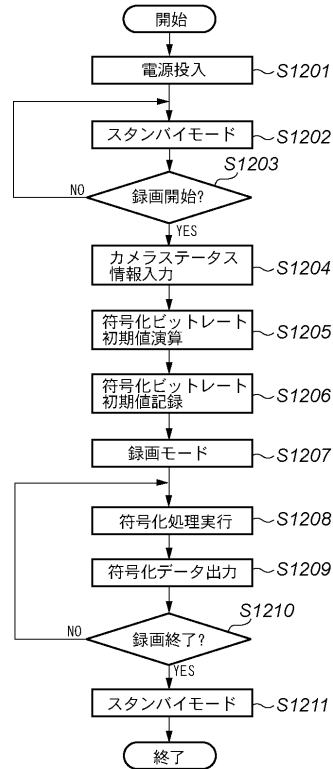 開始
電源投入
S1201
スタンバイモード
S1202
S1203
録画開始?
NO
YES
カメラステータス
情報入力
S1204
符号化ビットレート
初期値演算
S1205
符号化ビットレート
初期値記録
S1206
録画モード
S1207
符号化処理実行
S1208
符号化データ出力
S1209
S1210
録画終了?
NO
YES
スタンバイモード
S1211
終了